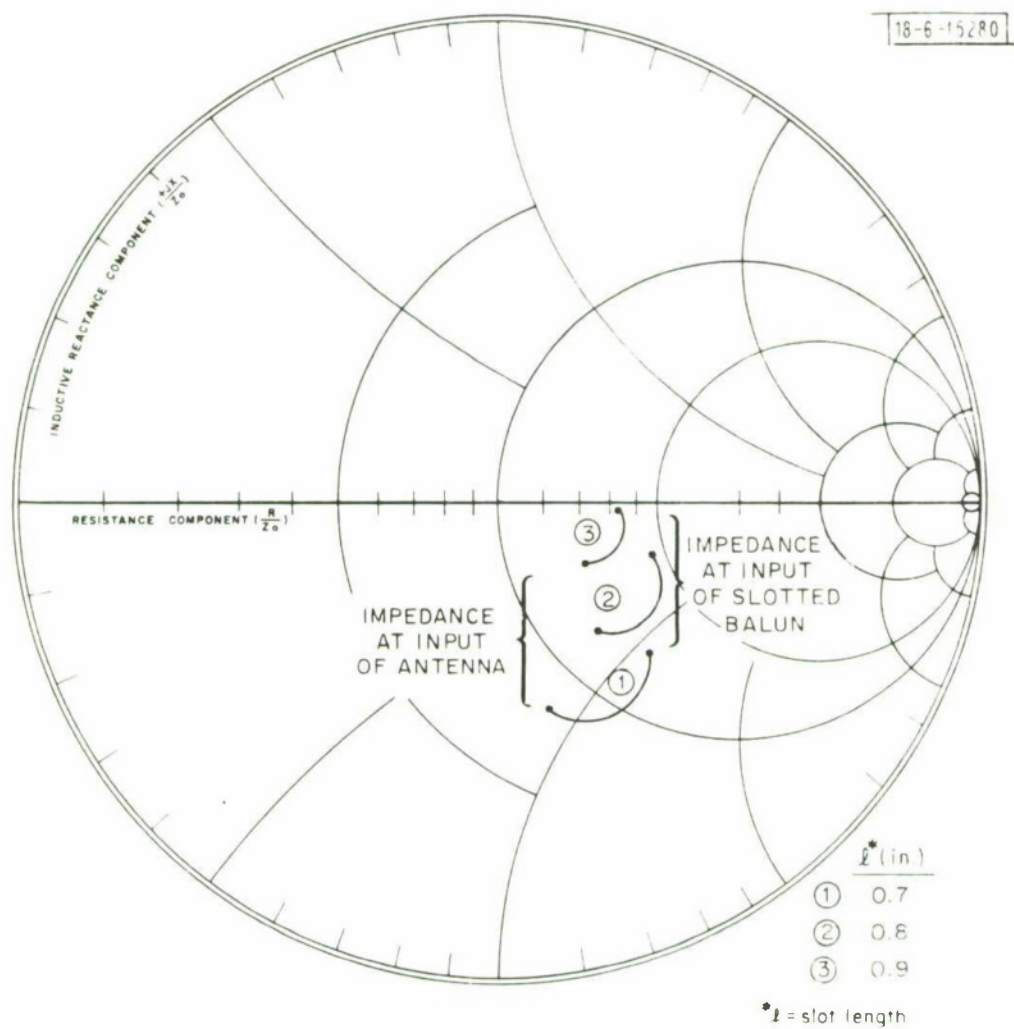 18-6-15280
INDUCTIVE REACTANCE COMPONENT (+jX/Zo)
RESISTANCE COMPONENT (R/Zo)
③
②
①
IMPEDANCE
AT INPUT
OF SLOTTED
BALUN
IMPEDANCE
AT INPUT
OF ANTENNA
ℓ* (in.)
① 0.7
② 0.8
③ 0.9
*ℓ = slot length